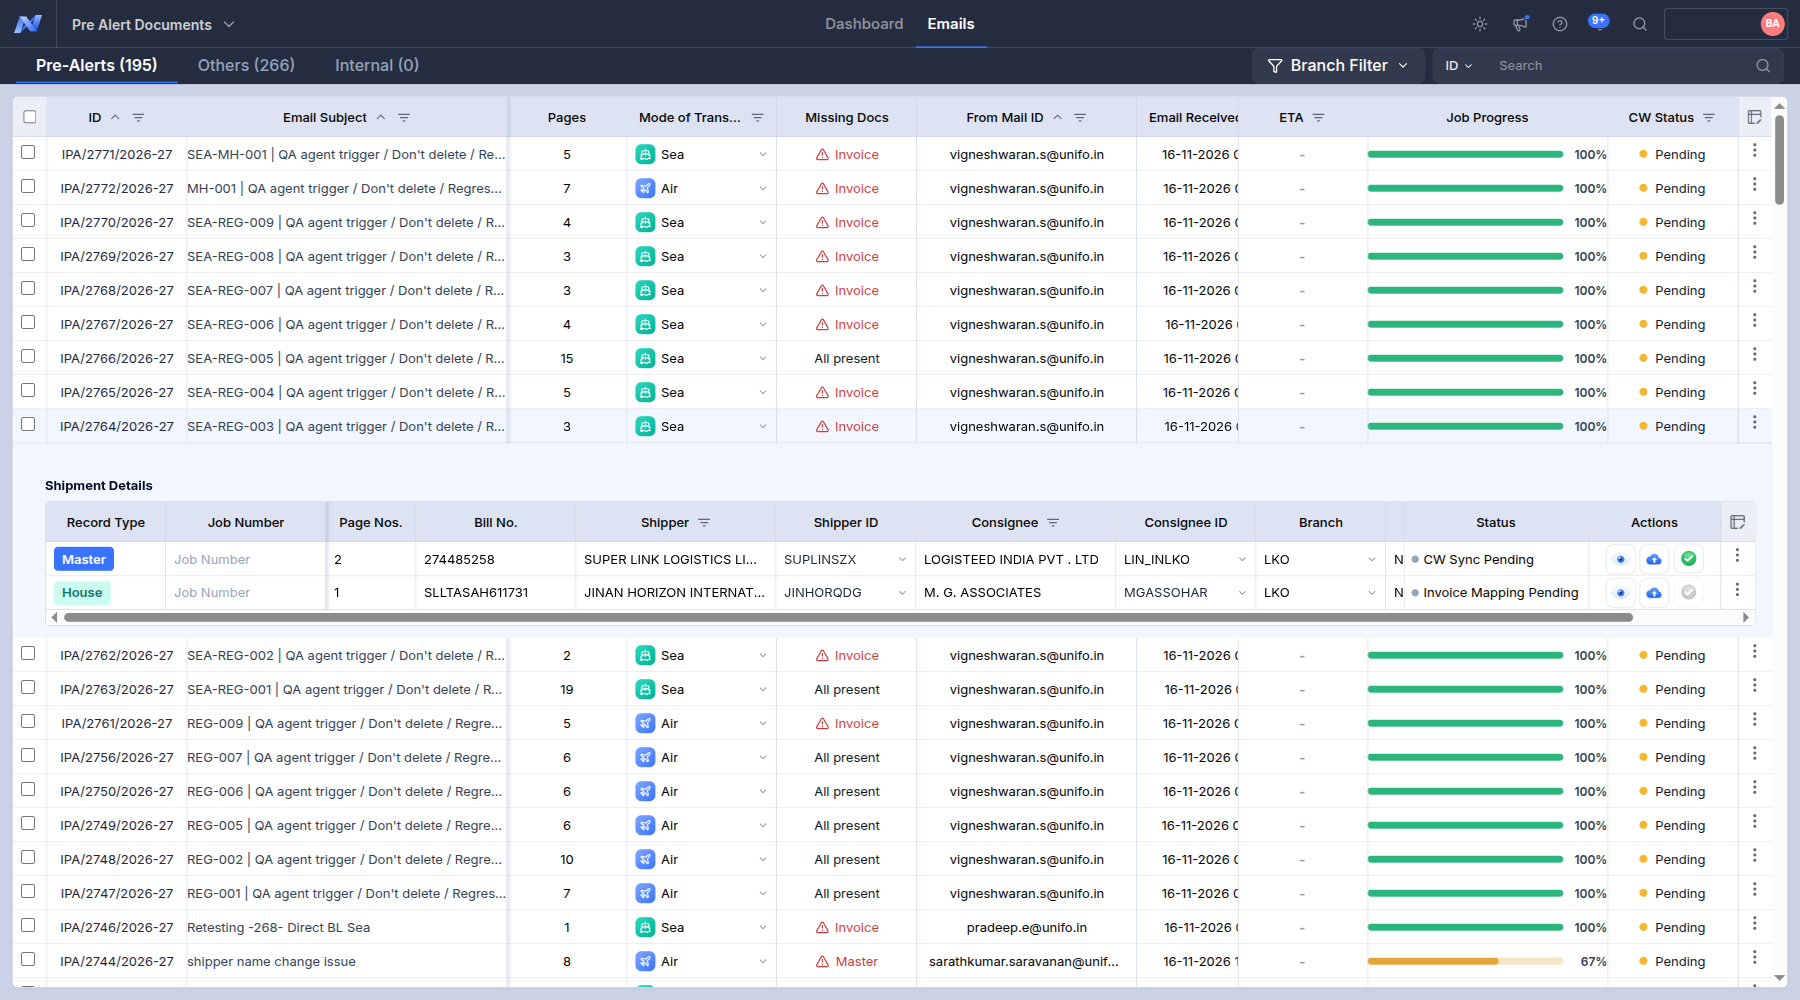 Pre Alert Documents
Dashboard
Emails
9+
BA
Pre-Alerts (195)
Others (266)
Internal (0)
Branch Filter
ID
Search
ID Email Subject Pages Mode of Trans... Missing Docs From Mail ID Email Received ETA Job Progress CW Status
IPA/2771/2026-27 SEA-MH-001 | QA agent trigger / Don't delete / Re... 5 Sea Invoice vigneshwaran.s@unifo.in 16-11-2026 0 - 100% Pending
IPA/2772/2026-27 MH-001 | QA agent trigger / Don't delete / Regres... 7 Air Invoice vigneshwaran.s@unifo.in 16-11-2026 0 - 100% Pending
IPA/2770/2026-27 SEA-REG-009 | QA agent trigger / Don't delete / R... 4 Sea Invoice vigneshwaran.s@unifo.in 16-11-2026 0 - 100% Pending
IPA/2769/2026-27 SEA-REG-008 | QA agent trigger / Don't delete / R... 3 Sea Invoice vigneshwaran.s@unifo.in 16-11-2026 0 - 100% Pending
IPA/2768/2026-27 SEA-REG-007 | QA agent trigger / Don't delete / R... 3 Sea Invoice vigneshwaran.s@unifo.in 16-11-2026 0 - 100% Pending
IPA/2767/2026-27 SEA-REG-006 | QA agent trigger / Don't delete / R... 4 Sea Invoice vigneshwaran.s@unifo.in 16-11-2026 - 100% Pending
IPA/2766/2026-27 SEA-REG-005 | QA agent trigger / Don't delete / R... 15 Sea All present vigneshwaran.s@unifo.in 16-11-2026 0 - 100% Pending
IPA/2765/2026-27 SEA-REG-004 | QA agent trigger / Don't delete / R... 5 Sea Invoice vigneshwaran.s@unifo.in 16-11-2026 0 - 100% Pending
IPA/2764/2026-27 SEA-REG-003 | QA agent trigger / Don't delete / R... 3 Sea Invoice vigneshwaran.s@unifo.in 16-11-2026 - 100% Pending
Shipment Details
Record Type Job Number Page Nos. Bill No. Shipper Shipper ID Consignee Consignee ID Branch Status Actions
Master Job Number 2 274485258 SUPER LINK LOGISTICS LI... SUPLINSZX LOGISTEED INDIA PVT . LTD LIN_INLKO LKO N CW Sync Pending
House Job Number 1 SLLTASAH611731 JINAN HORIZON INTERNAT... JINHORQDG M. G. ASSOCIATES MGASSOHAR LKO N Invoice Mapping Pending
IPA/2762/2026-27 SEA-REG-002 | QA agent trigger / Don't delete / R... 2 Sea Invoice vigneshwaran.s@unifo.in 16-11-2026 0 - 100% Pending
IPA/2763/2026-27 SEA-REG-001 | QA agent trigger / Don't delete / R... 19 Sea All present vigneshwaran.s@unifo.in 16-11-2026 - 100% Pending
IPA/2761/2026-27 REG-009 | QA agent trigger / Don't delete / Regre... 5 Air Invoice vigneshwaran.s@unifo.in 16-11-2026 0 - 100% Pending
IPA/2756/2026-27 REG-007 | QA agent trigger / Don't delete / Regre... 6 Air All present vigneshwaran.s@unifo.in 16-11-2026 0 - 100% Pending
IPA/2750/2026-27 REG-006 | QA agent trigger / Don't delete / Regre... 6 Air All present vigneshwaran.s@unifo.in 16-11-2026 0 - 100% Pending
IPA/2749/2026-27 REG-005 | QA agent trigger / Don't delete / Regre... 6 Air All present vigneshwaran.s@unifo.in 16-11-2026 0 - 100% Pending
IPA/2748/2026-27 REG-002 | QA agent trigger / Don't delete / Regre... 10 Air All present vigneshwaran.s@unifo.in 16-11-2026 0 - 100% Pending
IPA/2747/2026-27 REG-001 | QA agent trigger / Don't delete / Regres... 7 Air All present vigneshwaran.s@unifo.in 16-11-2026 0 - 100% Pending
IPA/2746/2026-27 Retesting -268- Direct BL Sea 1 Sea Invoice pradeep.e@unifo.in 16-11-2026 - 100% Pending
IPA/2744/2026-27 shipper name change issue 8 Air Master sarathkumar.saravanan@unif... 16-11-2026 1 - 67% Pending